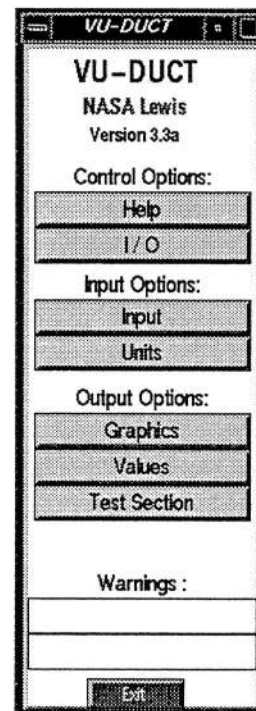 VU-DUCT
VU-DUCT
NASA Lewis
Version 3.3a
Control Options:
Help
I/O
Input Options:
Input
Units
Output Options:
Graphics
Values
Test Section
Warnings :
Exit